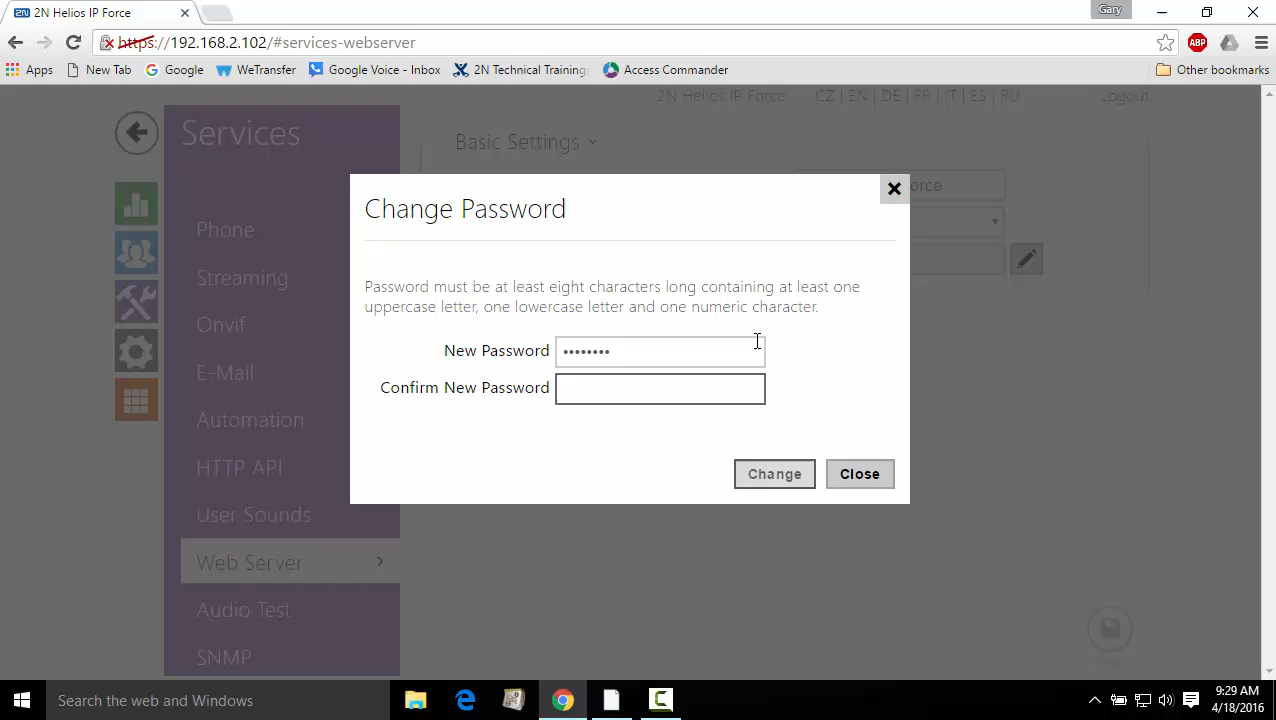 2N Helios IP Force
Gary
https://192.168.2.102/#services-webserver
ABP
Apps New Tab Google WeTransfer Google Voice - Inbox 2N Technical Training Access Commander Other bookmarks
2N Helios IP Force CZ | EN | DE | FR | IT | ES | RU Logout
Services
Basic Settings
Phone
Streaming
Onvif
E-Mail
Automation
HTTP API
User Sounds
Web Server
Audio Test
SNMP
orce
Change Password
Password must be at least eight characters long containing at least one
uppercase letter, one lowercase letter and one numeric character.
New Password ••••••••
Confirm New Password
Change Close
Search the web and Windows
9:29 AM
4/18/2016